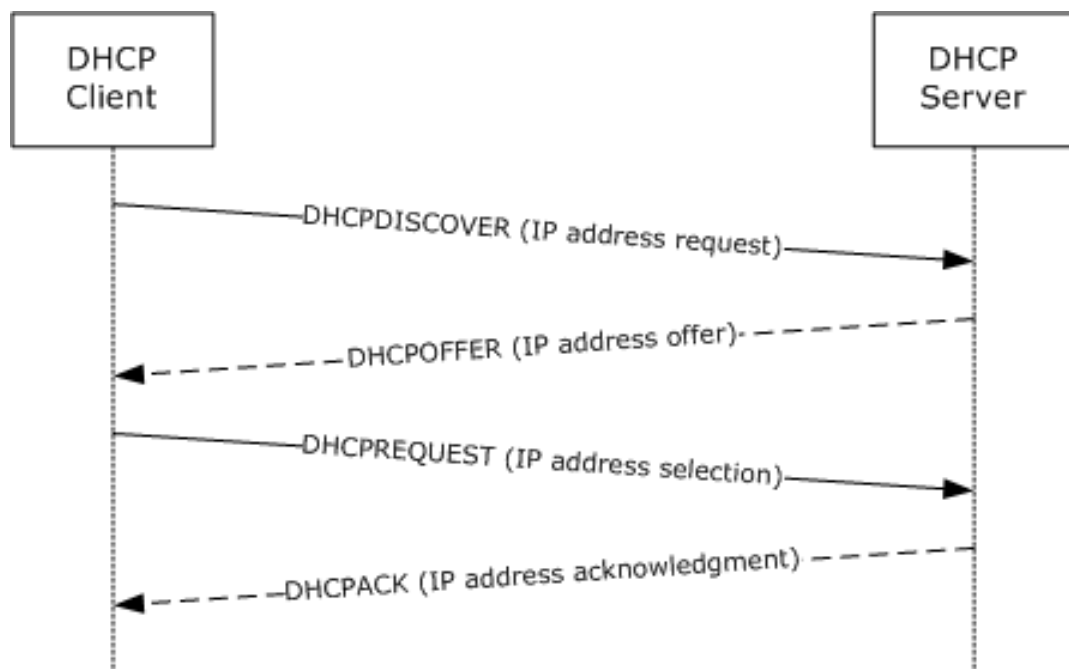 DHCP
Client
DHCP
Server
DHCPDISCOVER (IP address request)
DHCPOFFER (IP address offer)
DHCPREQUEST (IP address selection)
DHCPACK (IP address acknowledgment)